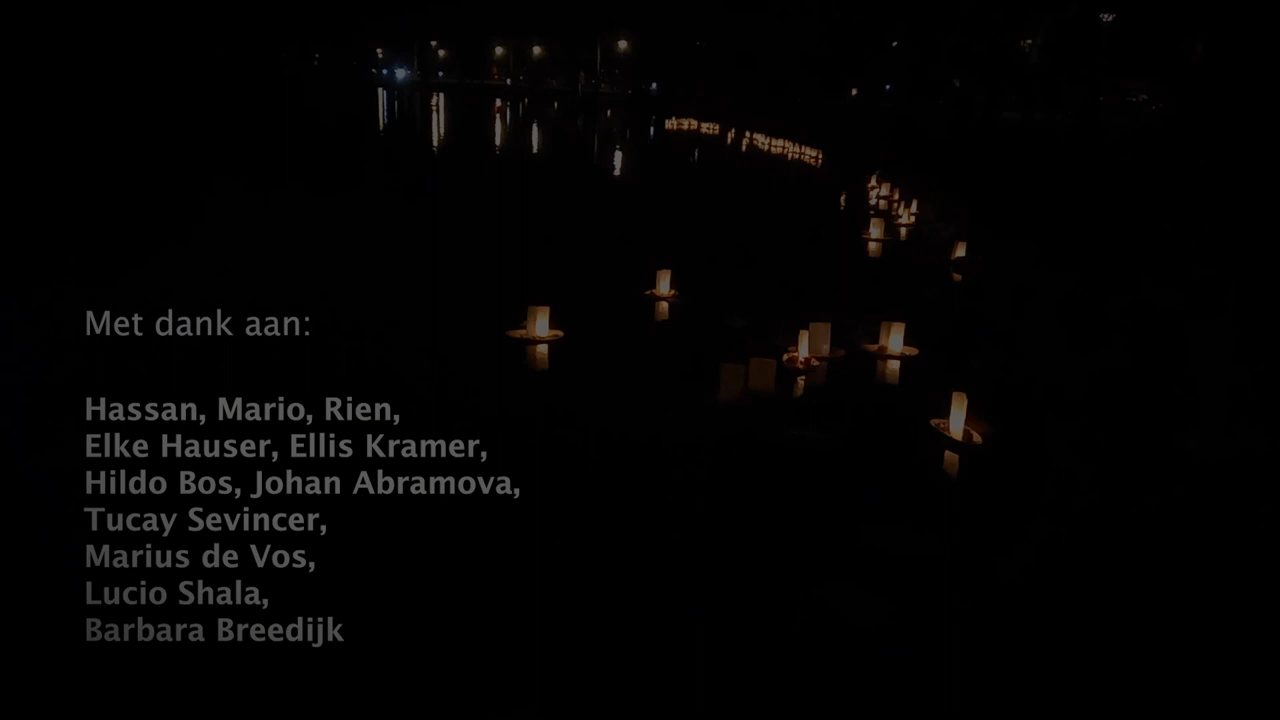 Met dank aan:
Hassan, Mario, Rien,
Elke Hauser, Ellis Kramer,
Hildo Bos, Johan Abramova,
Tucay Sevincer,
Marius de Vos,
Lucio Shala,
Barbara Breedijk